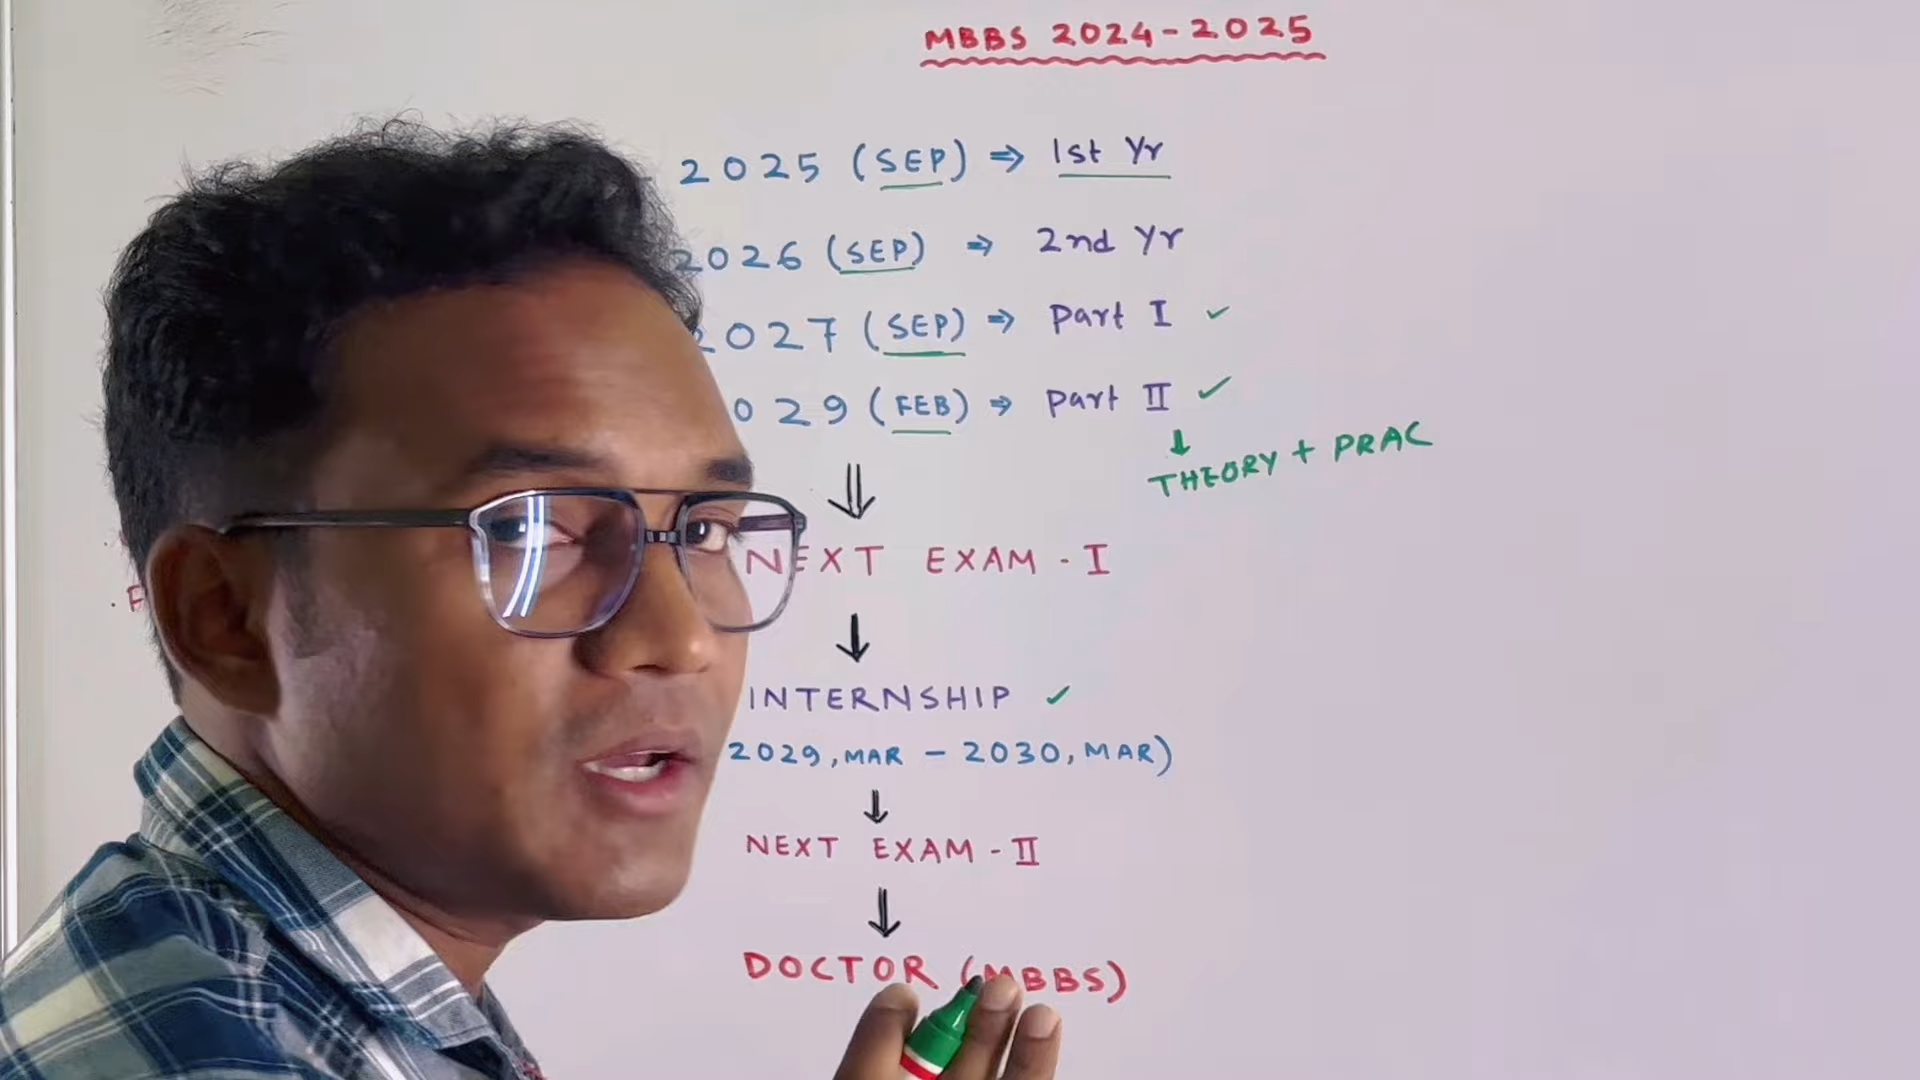 MBBS 2024-2025
2025 (SEP) ⇒ 1st Yr
2026 (SEP) ⇒ 2nd Yr
2027 (SEP) ⇒ Part I ✓
029 (FEB) ⇒ Part II ✓
↓
THEORY + PRAC
⇓
NEXT EXAM - I
↓
INTERNSHIP ✓
2029, MAR - 2030, MAR)
↓
NEXT EXAM - II
↓
DOCTOR (MBBS)